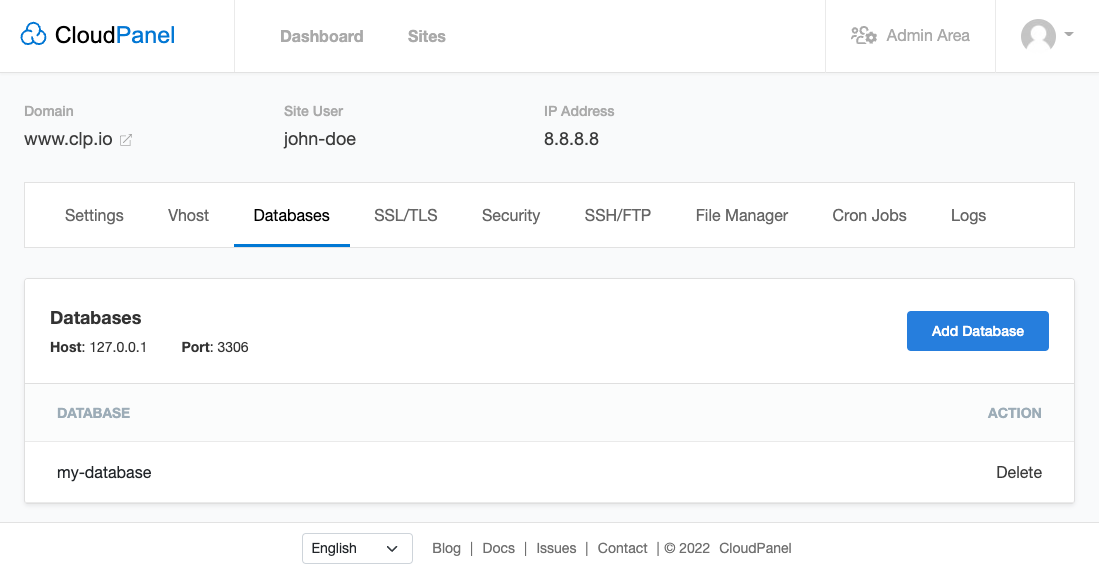 CloudPanel Dashboard Sites Admin Area
Domain Site User IP Address
www.clp.io john-doe 8.8.8.8
Settings Vhost Databases SSL/TLS Security SSH/FTP File Manager Cron Jobs Logs
Databases
Host: 127.0.0.1 Port: 3306
Add Database
DATABASE ACTION
my-database Delete
English Blog | Docs | Issues | Contact | © 2022 CloudPanel